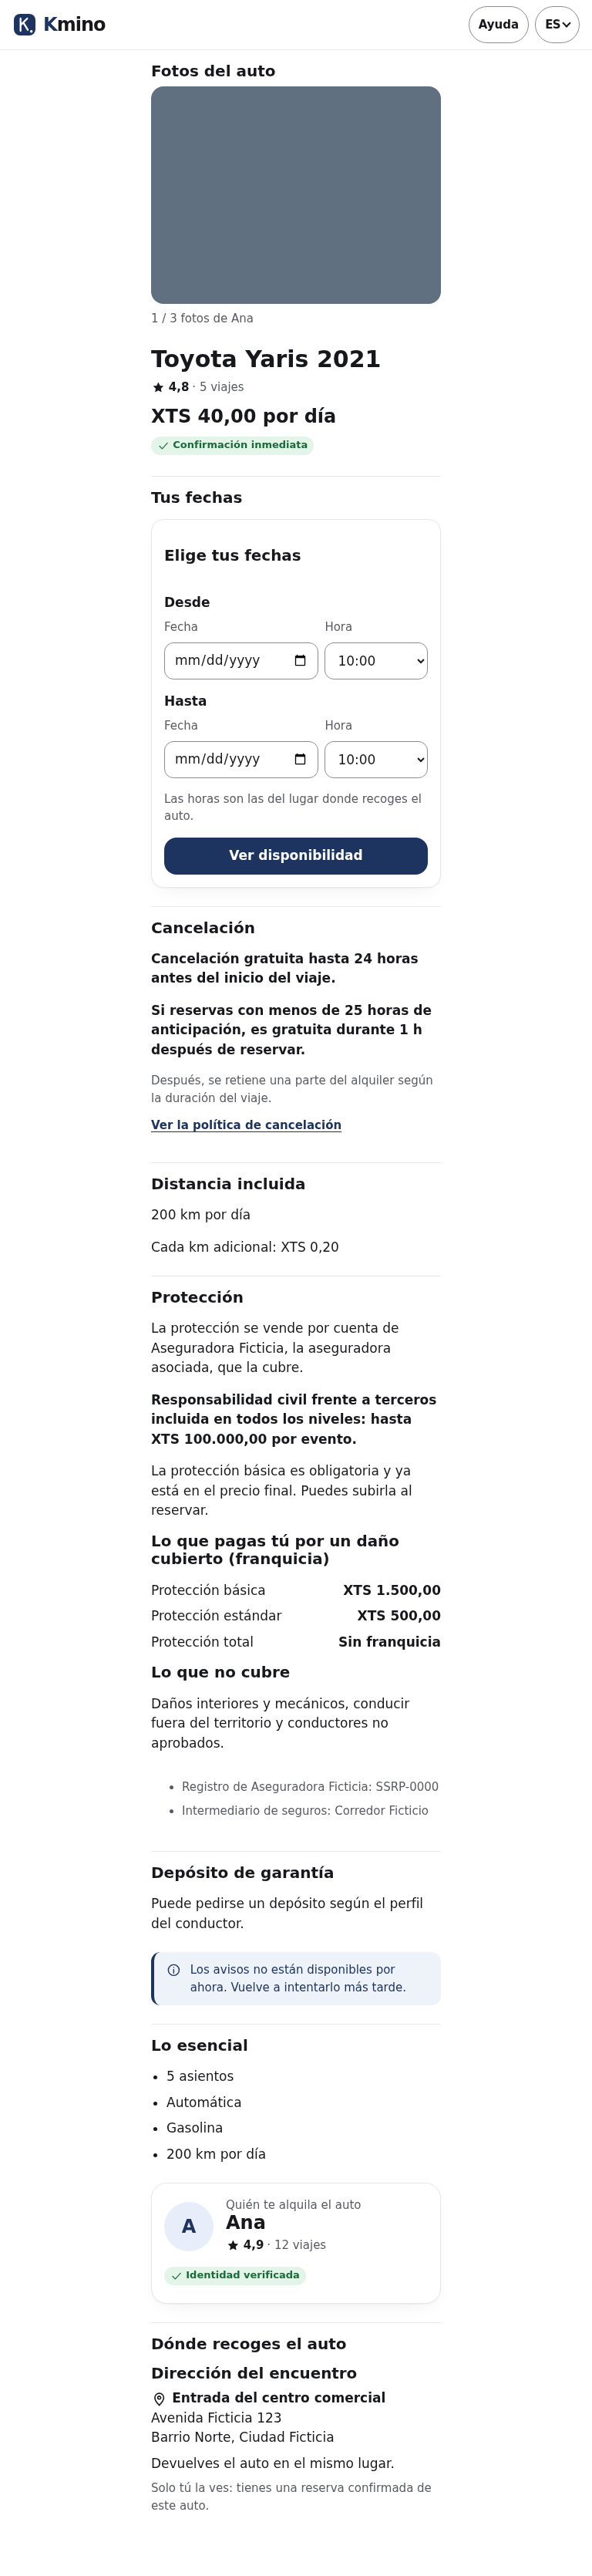 Kmino
Ayuda
ES
Fotos del auto
1 / 3 fotos de Ana
Toyota Yaris 2021
4,8 · 5 viajes
XTS 40,00 por día
Confirmación inmediata
Tus fechas
Elige tus fechas
Desde
Fecha
Hora
mm/dd/yyyy
10:00
Hasta
Fecha
Hora
mm/dd/yyyy
10:00
Las horas son las del lugar donde recoges el
auto.
Ver disponibilidad
Cancelación
Cancelación gratuita hasta 24 horas
antes del inicio del viaje.
Si reservas con menos de 25 horas de
anticipación, es gratuita durante 1 h
después de reservar.
Después, se retiene una parte del alquiler según
la duración del viaje.
Ver la política de cancelación
Distancia incluida
200 km por día
Cada km adicional: XTS 0,20
Protección
La protección se vende por cuenta de
Aseguradora Ficticia, la aseguradora
asociada, que la cubre.
Responsabilidad civil frente a terceros
incluida en todos los niveles: hasta
XTS 100.000,00 por evento.
La protección básica es obligatoria y ya
está en el precio final. Puedes subirla al
reservar.
Lo que pagas tú por un daño
cubierto (franquicia)
Protección básica XTS 1.500,00
Protección estándar XTS 500,00
Protección total Sin franquicia
Lo que no cubre
Daños interiores y mecánicos, conducir
fuera del territorio y conductores no
aprobados.
• Registro de Aseguradora Ficticia: SSRP-0000
• Intermediario de seguros: Corredor Ficticio
Depósito de garantía
Puede pedirse un depósito según el perfil
del conductor.
Los avisos no están disponibles por
ahora. Vuelve a intentarlo más tarde.
Lo esencial
• 5 asientos
• Automática
• Gasolina
• 200 km por día
A
Quién te alquila el auto
Ana
4,9 · 12 viajes
Identidad verificada
Dónde recoges el auto
Dirección del encuentro
Entrada del centro comercial
Avenida Ficticia 123
Barrio Norte, Ciudad Ficticia
Devuelves el auto en el mismo lugar.
Solo tú la ves: tienes una reserva confirmada de
este auto.